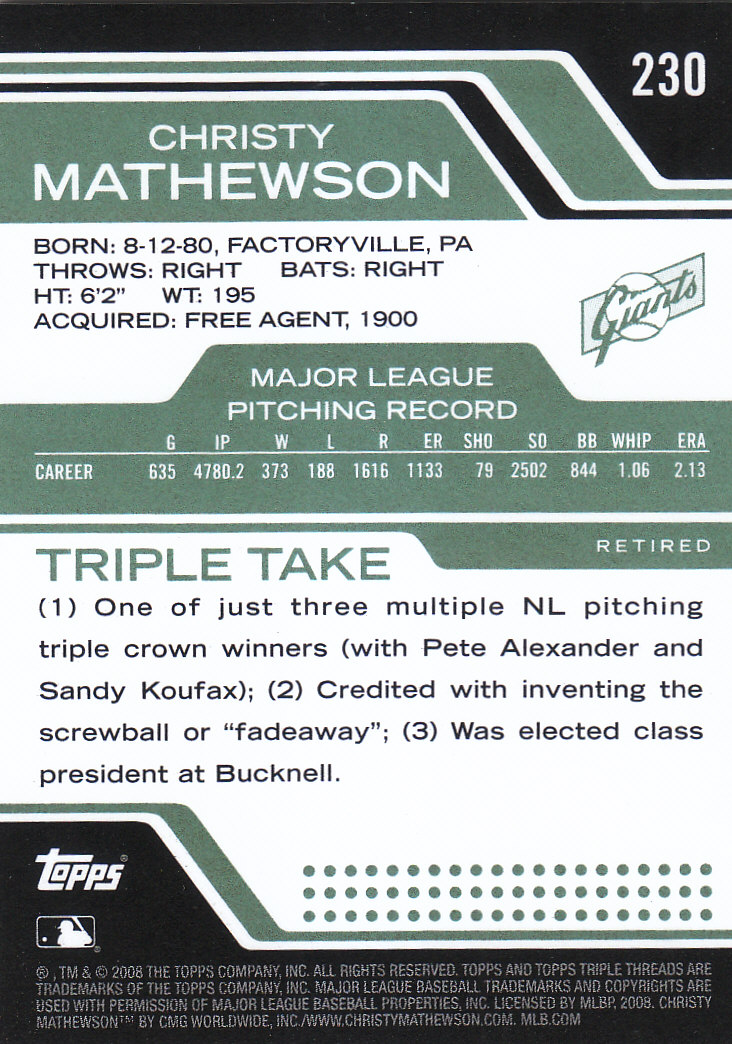 230
CHRISTY
MATHEWSON
BORN: 8-12-80, FACTORYVILLE, PA
THROWS: RIGHT BATS: RIGHT
HT: 6'2" WT: 195
ACQUIRED: FREE AGENT, 1900
Giants
MAJOR LEAGUE
PITCHING RECORD
G IP W L R ER SHO SO BB WHIP ERA
CAREER 635 4780.2 373 188 1616 1133 79 2502 844 1.06 2.13
RETIRED
TRIPLE TAKE
(1) One of just three multiple NL pitching
triple crown winners (with Pete Alexander and
Sandy Koufax); (2) Credited with inventing the
screwball or "fadeaway"; (3) Was elected class
president at Bucknell.
Topps®
®
®, TM & © 2008 THE TOPPS COMPANY, INC. ALL RIGHTS RESERVED. TOPPS AND TOPPS TRIPLE THREADS ARE
TRADEMARKS OF THE TOPPS COMPANY, INC. MAJOR LEAGUE BASEBALL TRADEMARKS AND COPYRIGHTS ARE
USED WITH PERMISSION OF MAJOR LEAGUE BASEBALL PROPERTIES, INC. LICENSED BY MLBP, 2008. CHRISTY
MATHEWSON™ BY CMG WORLDWIDE, INC./WWW.CHRISTYMATHEWSON.COM. MLB.COM